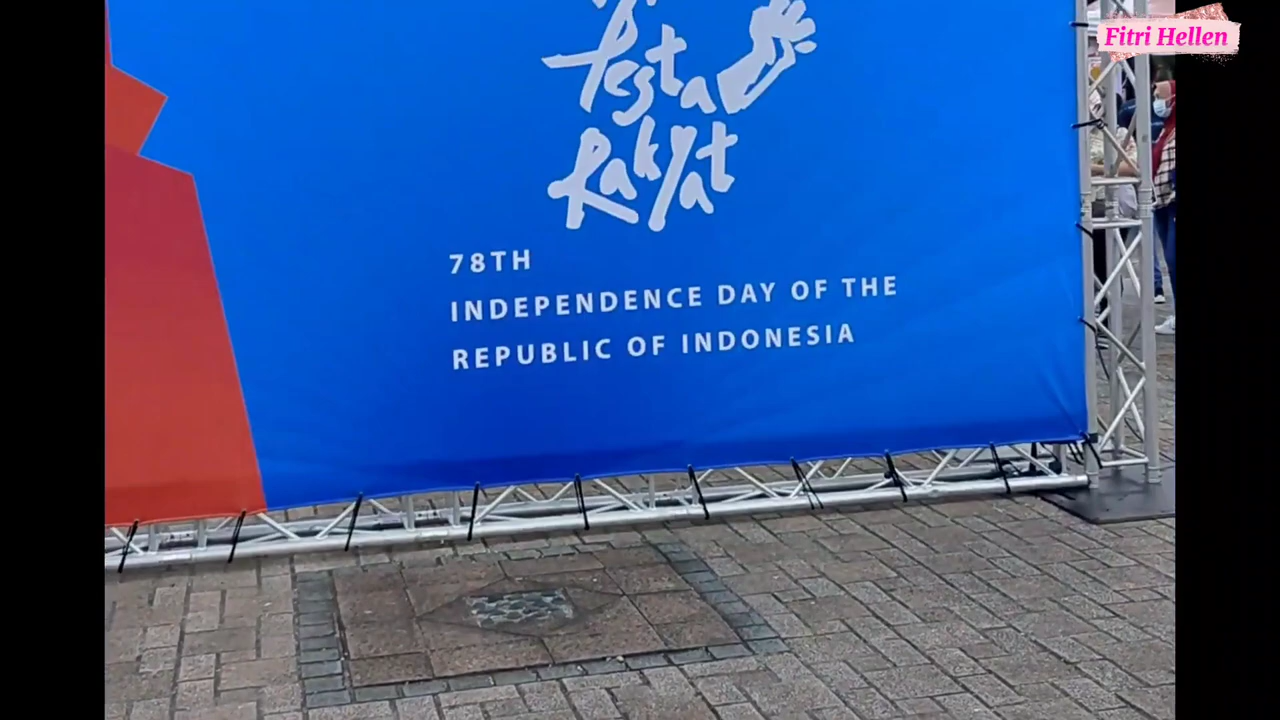 Fitri Hellen
Pesta
Rakyat
78TH
INDEPENDENCE DAY OF THE
REPUBLIC OF INDONESIA